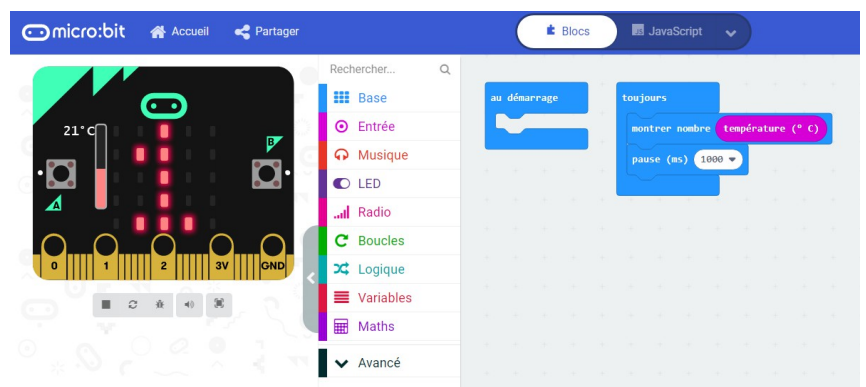 micro:bit Accueil Partager Blocs JavaScript
Rechercher...
Base
Entrée
Musique
LED
Radio
Boucles
Logique
Variables
Maths
Avancé
21°C
B
A
0 1 2 3V GND
au démarrage
toujours
montrer nombre température (° C)
pause (ms) 1000